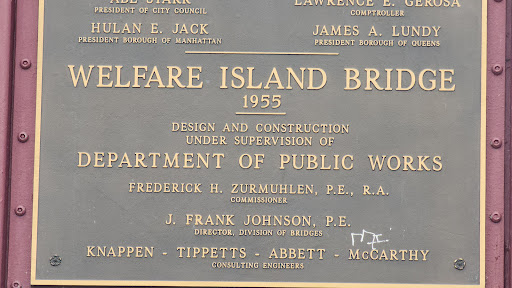 ABE STARK
PRESIDENT OF CITY COUNCIL
LAWRENCE E. GEROSA
COMPTROLLER
HULAN E. JACK
PRESIDENT BOROUGH OF MANHATTAN
JAMES A. LUNDY
PRESIDENT BOROUGH OF QUEENS
WELFARE ISLAND BRIDGE
1955
DESIGN AND CONSTRUCTION
UNDER SUPERVISION OF
DEPARTMENT OF PUBLIC WORKS
FREDERICK H. ZURMUHLEN, P.E., R.A.
COMMISSIONER
J. FRANK JOHNSON, P.E.
DIRECTOR, DIVISION OF BRIDGES
KNAPPEN - TIPPETTS - ABBETT - McCARTHY
CONSULTING ENGINEERS